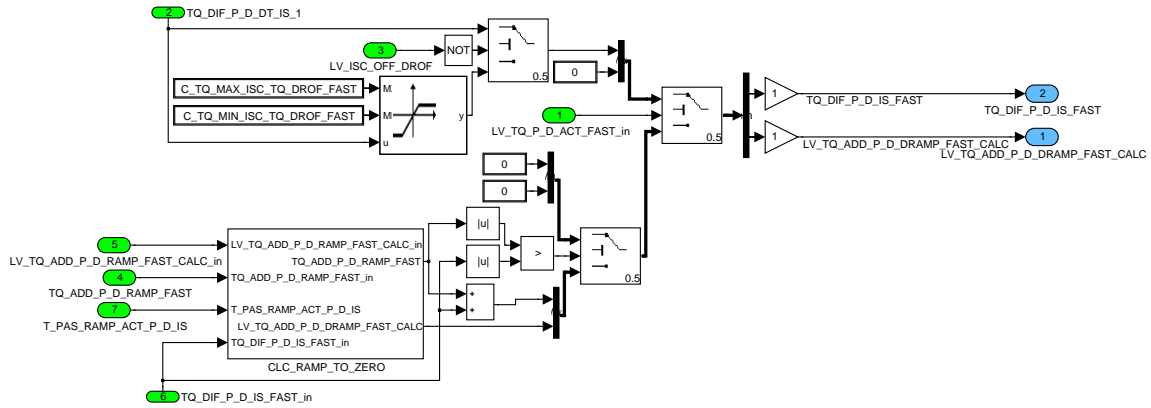 2
TQ_DIF_P_D_DT_IS_1
3
LV_ISC_OFF_DROF
NOT
0.5
0
C_TQ_MAX_ISC_TQ_DROF_FAST
C_TQ_MIN_ISC_TQ_DROF_FAST
u
y
1
LV_TQ_P_D_ACT_FAST_in
0.5
1
TQ_DIF_P_D_IS_FAST
2
TQ_DIF_P_D_IS_FAST
1
LV_TQ_ADD_P_D_DRAMP_FAST_CALC
1
LV_TQ_ADD_P_D_DRAMP_FAST_CALC
0
0
|u|
|u|
>
+
+
0.5
5
LV_TQ_ADD_P_D_RAMP_FAST_CALC_in
4
TQ_ADD_P_D_RAMP_FAST
7
T_PAS_RAMP_ACT_P_D_IS
LV_TQ_ADD_P_D_RAMP_FAST_CALC_in
TQ_ADD_P_D_RAMP_FAST
TQ_ADD_P_D_RAMP_FAST_in
T_PAS_RAMP_ACT_P_D_IS
LV_TQ_ADD_P_D_DRAMP_FAST_CALC
TQ_DIF_P_D_IS_FAST_in
CLC_RAMP_TO_ZERO
6
TQ_DIF_P_D_IS_FAST_in